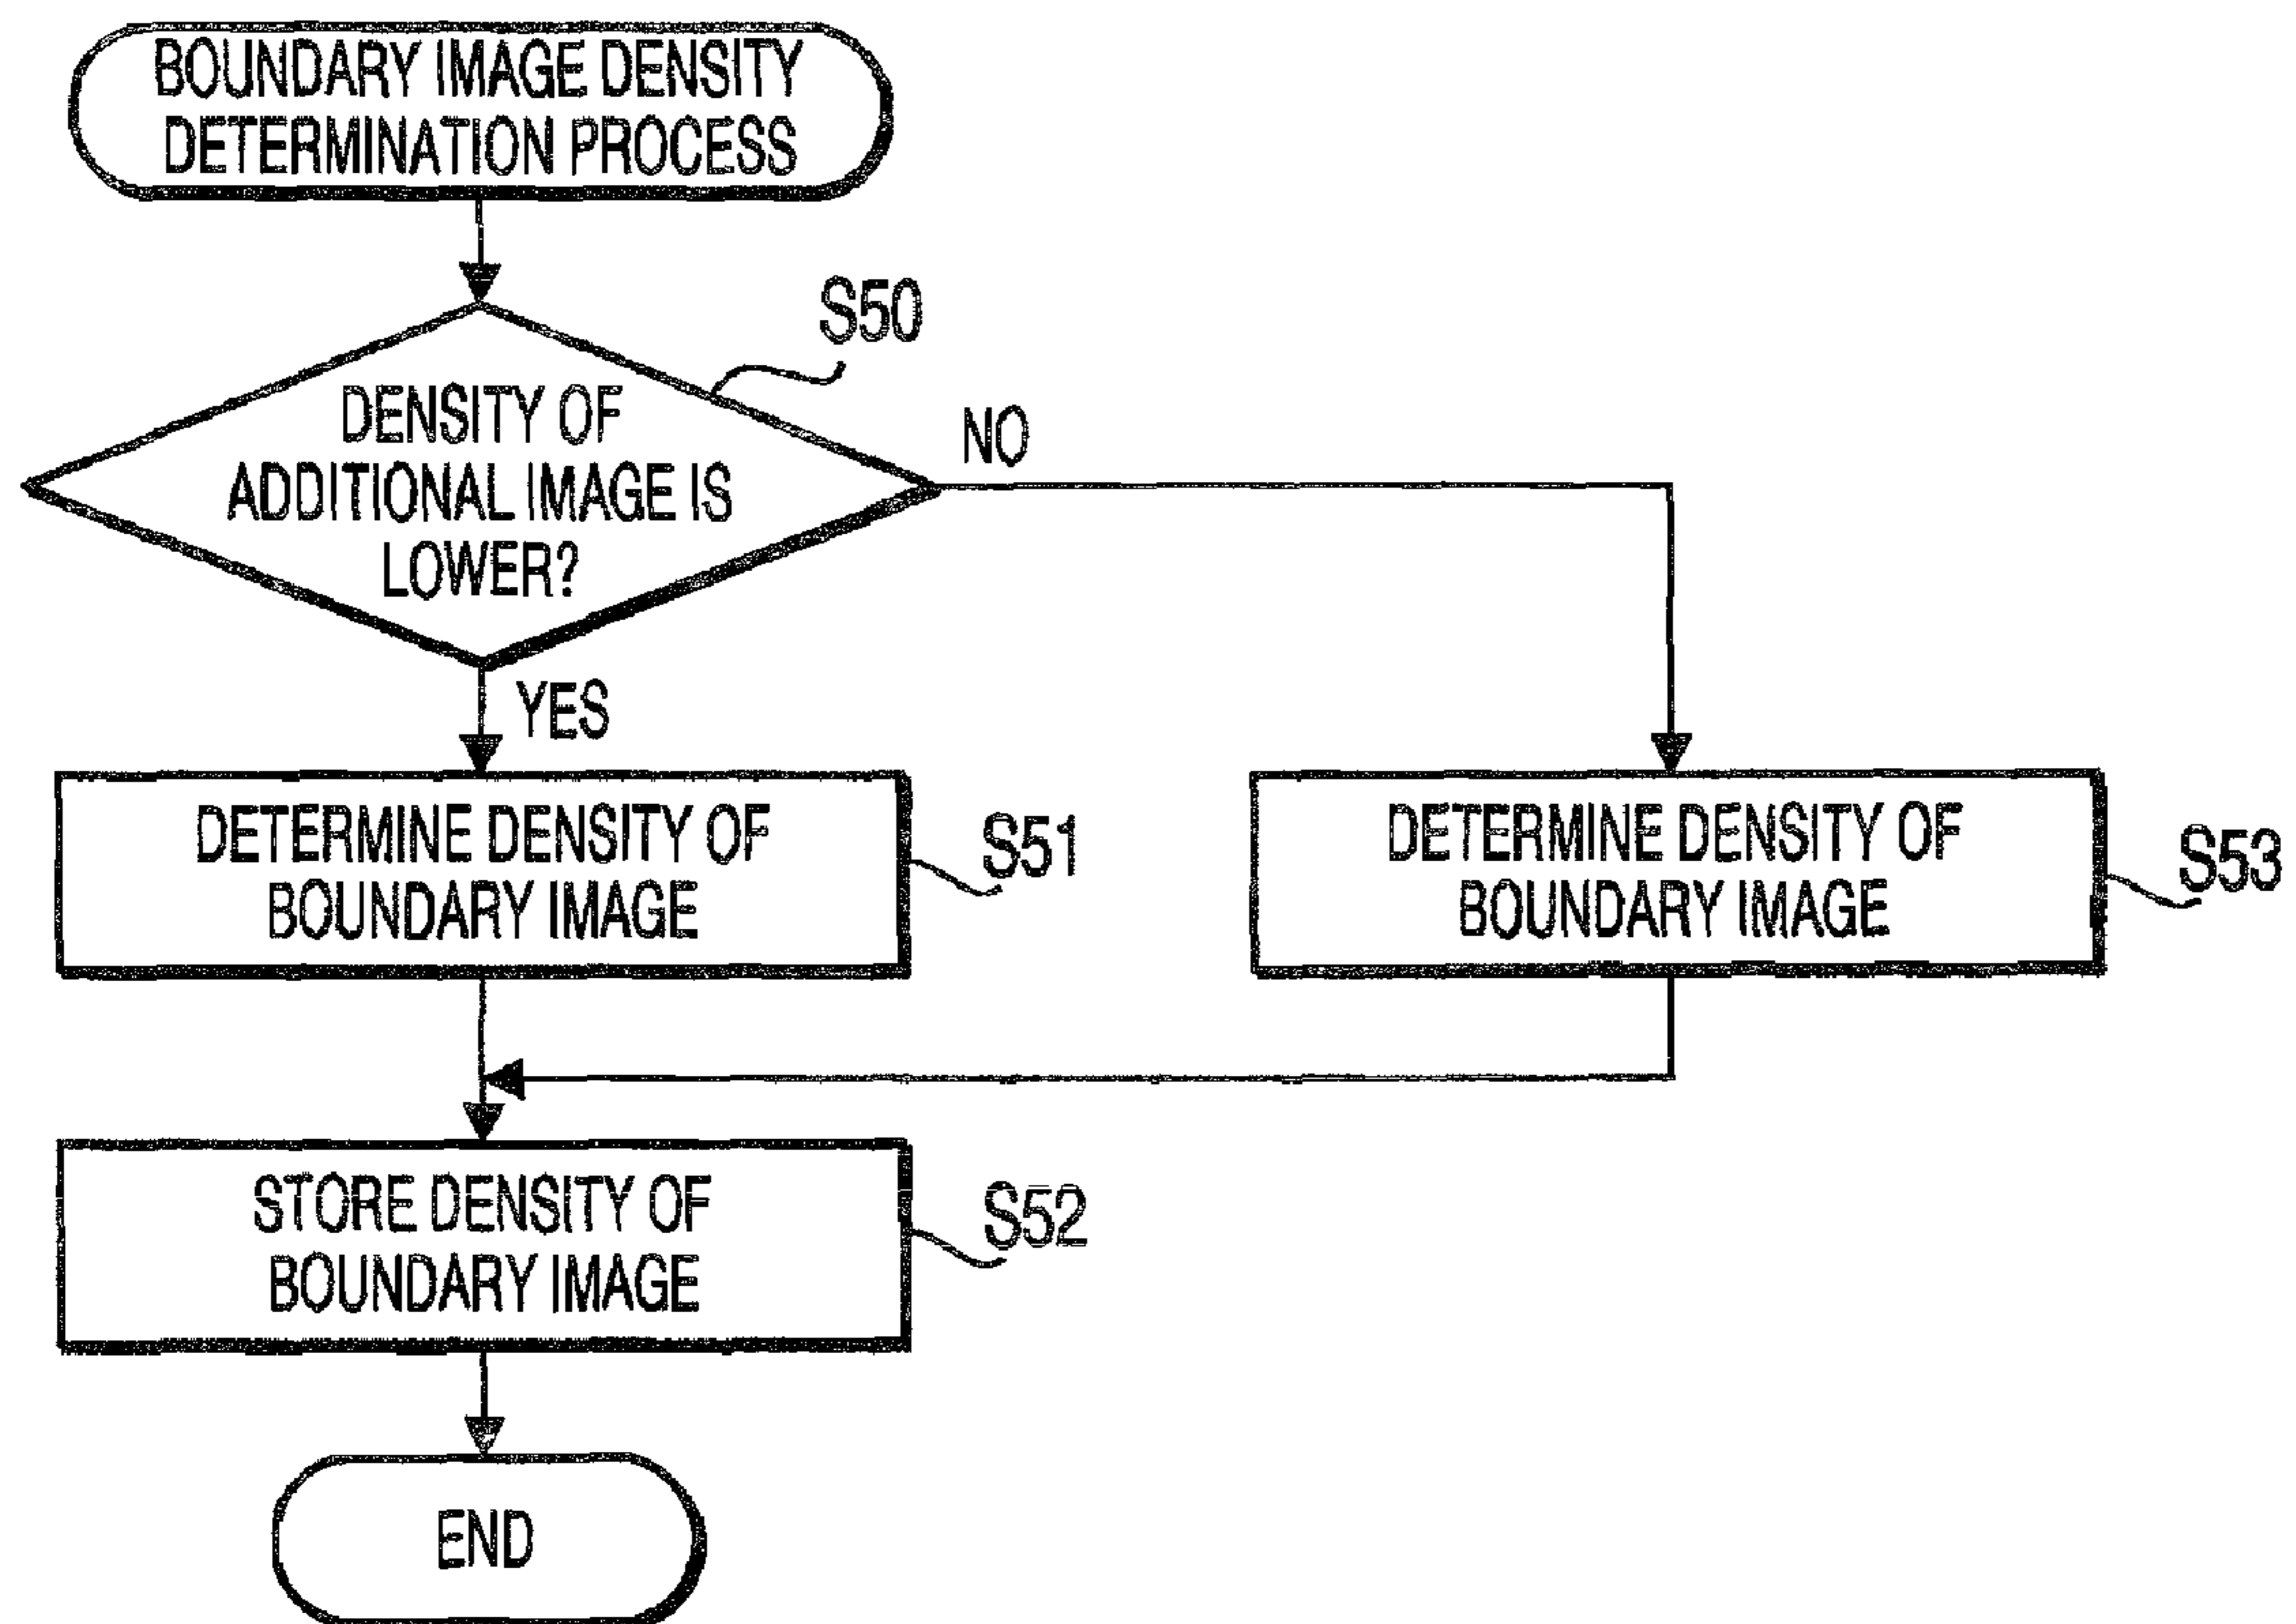 BOUNDARY IMAGE DENSITY
DETERMINATION PROCESS
S50
DENSITY OF
ADDITIONAL IMAGE IS
LOWER?
NO
YES
DETERMINE DENSITY OF
BOUNDARY IMAGE
S51
DETERMINE DENSITY OF
BOUNDARY IMAGE
S53
STORE DENSITY OF
BOUNDARY IMAGE
S52
END